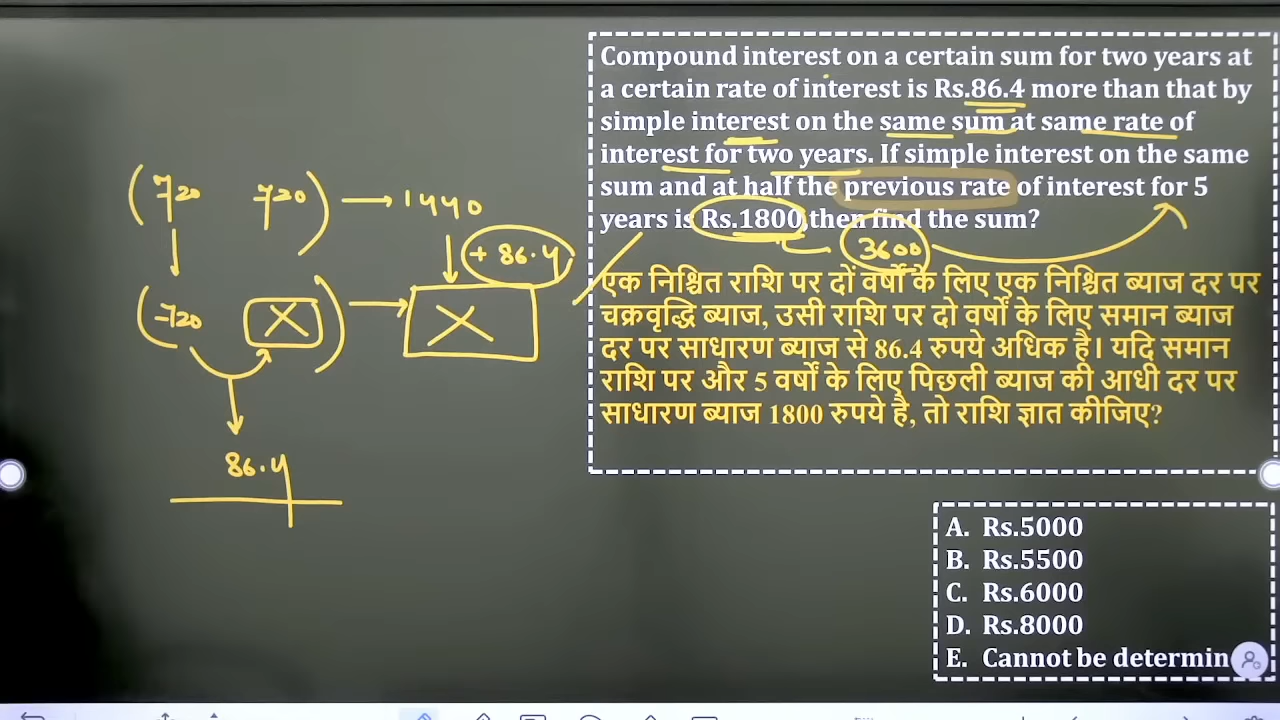 Compound interest on a certain sum for two years at
a certain rate of interest is Rs.86.4 more than that by
simple interest on the same sum at same rate of
interest for two years. If simple interest on the same
sum and at half the previous rate of interest for 5
years is Rs.1800 then find the sum?
3600
एक निश्चित राशि पर दों वर्षों के लिए एक निश्चित ब्याज दर पर
चक्रवृद्धि ब्याज, उसी राशि पर दो वर्षों के लिए समान ब्याज
दर पर साधारण ब्याज से 86.4 रुपये अधिक है। यदि समान
राशि पर और 5 वर्षों के लिए पिछली ब्याज की आधी दर पर
साधारण ब्याज 1800 रुपये है, तो राशि ज्ञात कीजिए?
(720 720) → 1440
+ 86.4
(720 X) → X
86.4
A. Rs.5000
B. Rs.5500
C. Rs.6000
D. Rs.8000
E. Cannot be determin